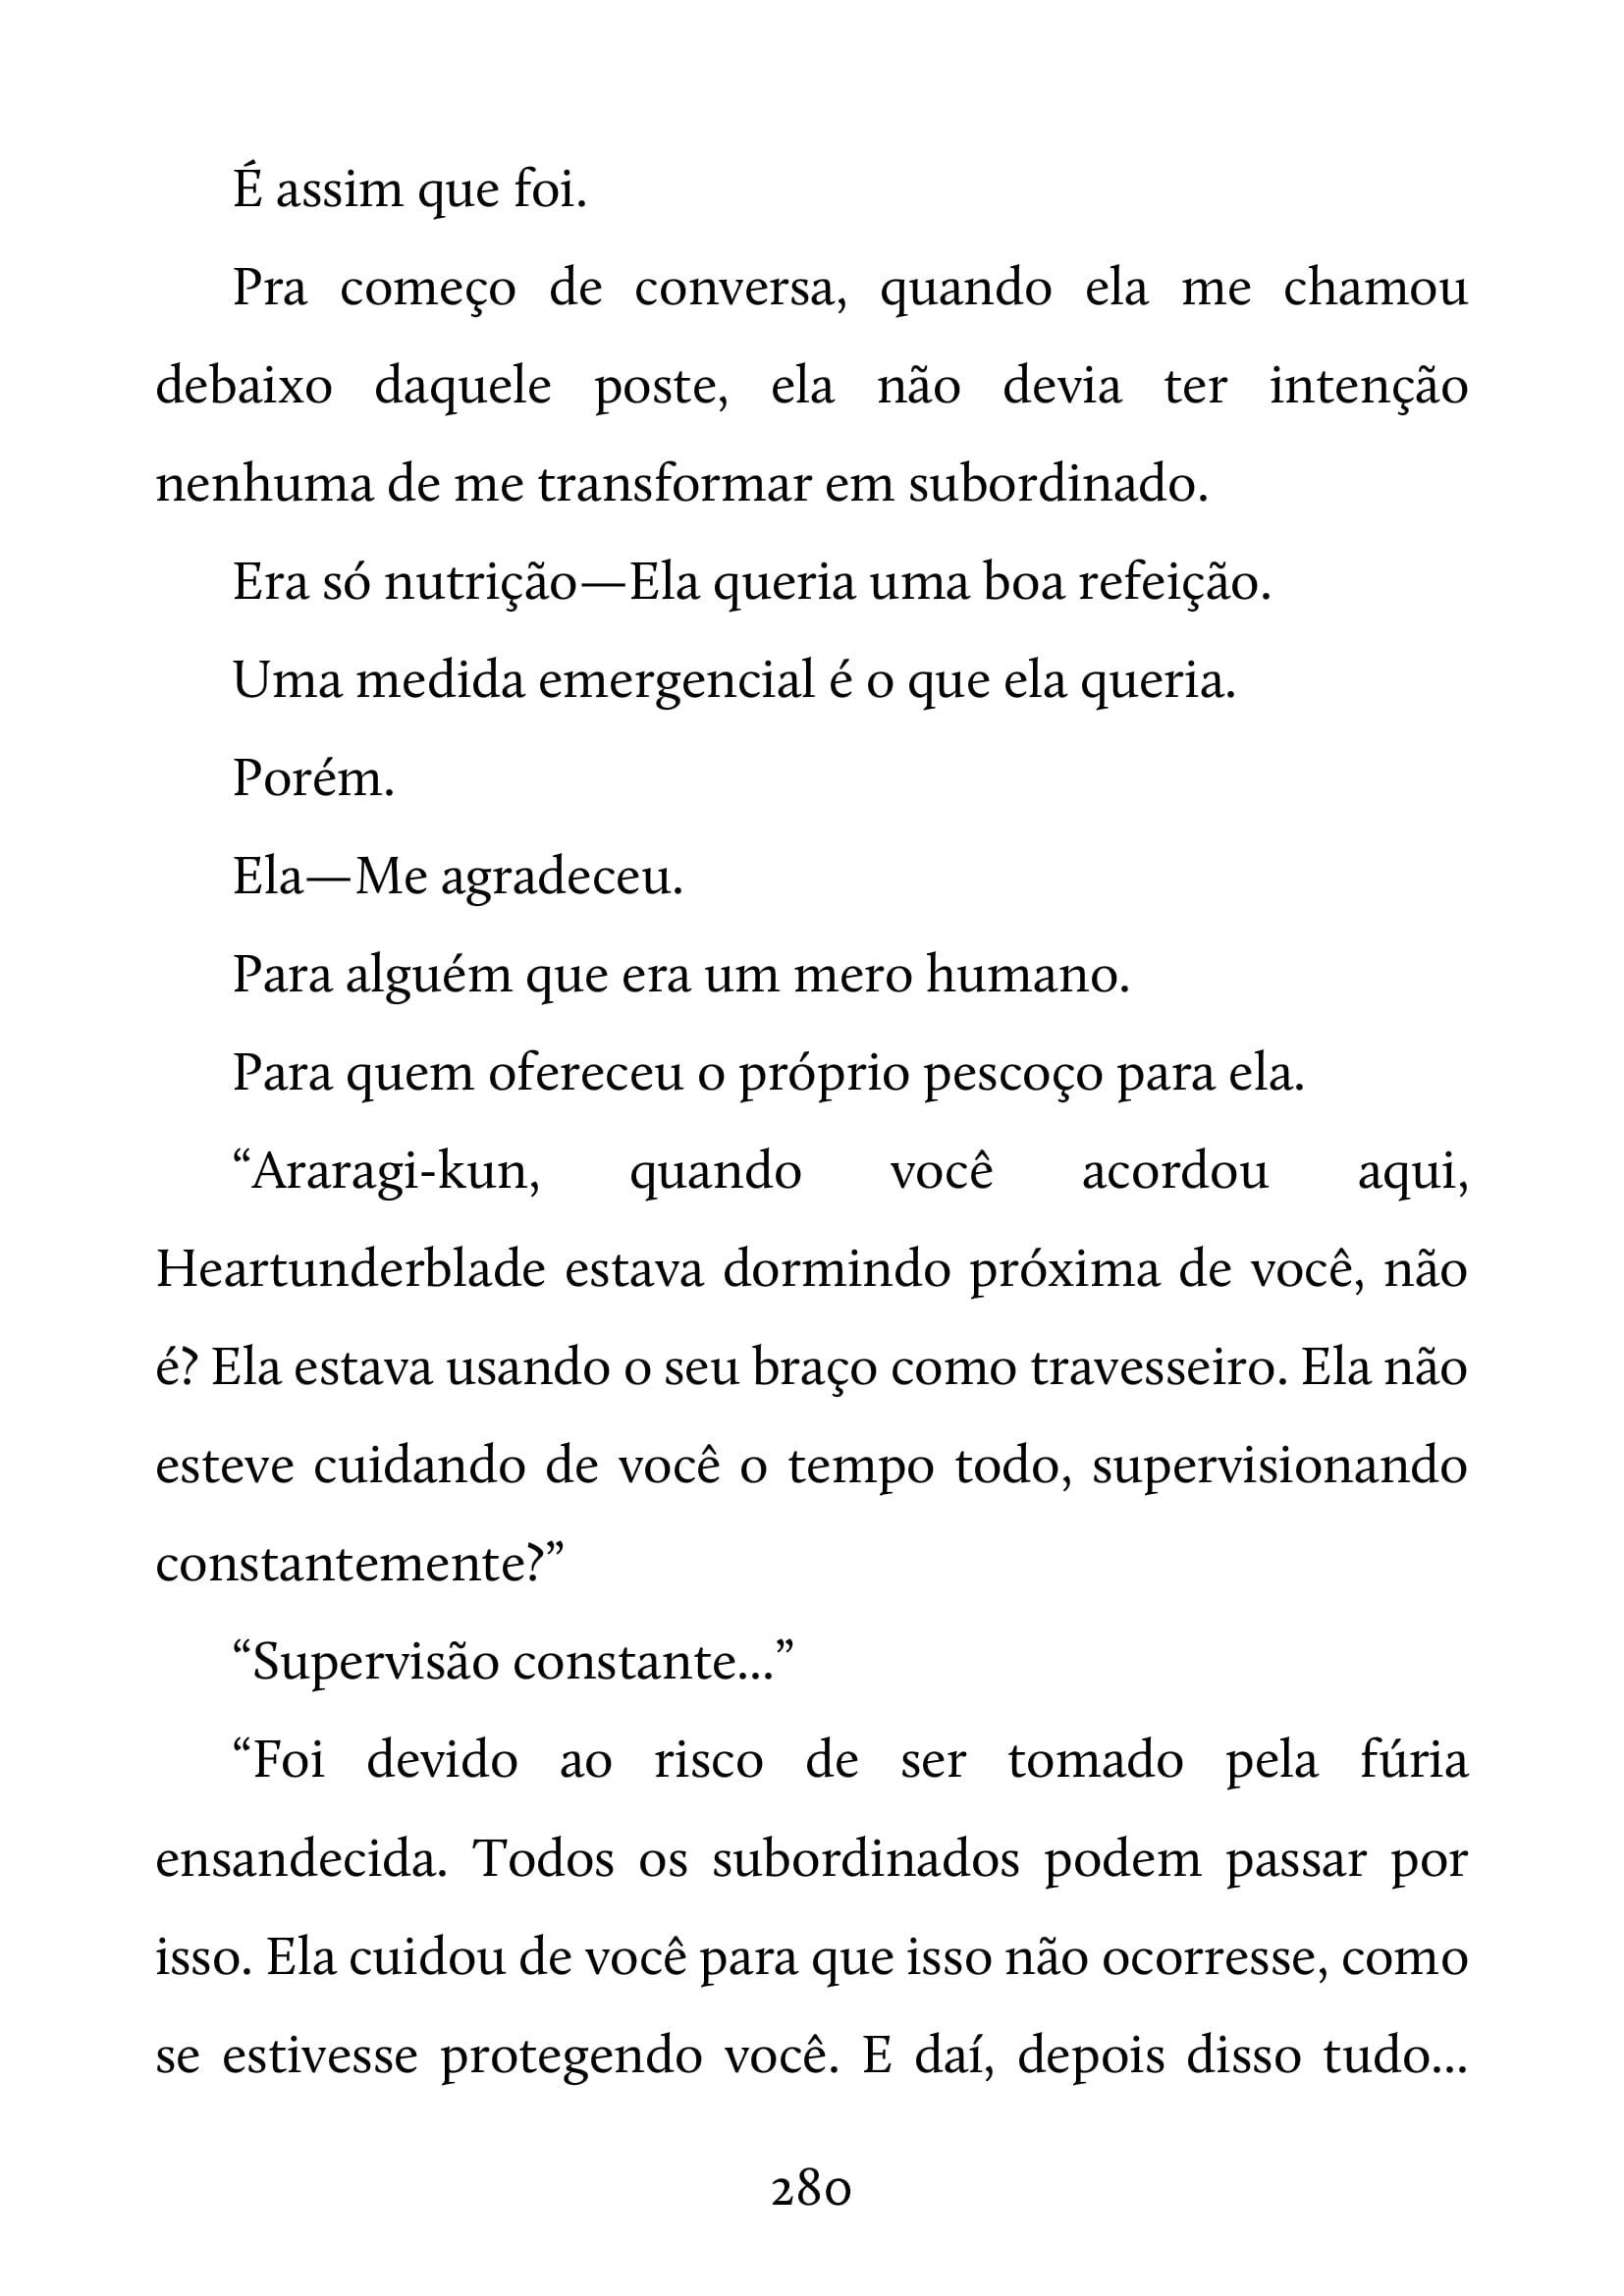 É assim que foi.
Pra começo de conversa, quando ela me chamou
debaixo daquele poste, ela não devia ter intenção
nenhuma de me transformar em subordinado.
Era só nutrição—Ela queria uma boa refeição.
Uma medida emergencial é o que ela queria.
Porém.
Ela—Me agradeceu.
Para alguém que era um mero humano.
Para quem ofereceu o próprio pescoço para ela.
“Araragi-kun, quando você acordou aqui,
Heartunderblade estava dormindo próxima de você, não
é? Ela estava usando o seu braço como travesseiro. Ela não
esteve cuidando de você o tempo todo, supervisionando
constantemente?”
“Supervisão constante...”
“Foi devido ao risco de ser tomado pela fúria
ensandecida. Todos os subordinados podem passar por
isso. Ela cuidou de você para que isso não ocorresse, como
se estivesse protegendo você. E daí, depois disso tudo...
280